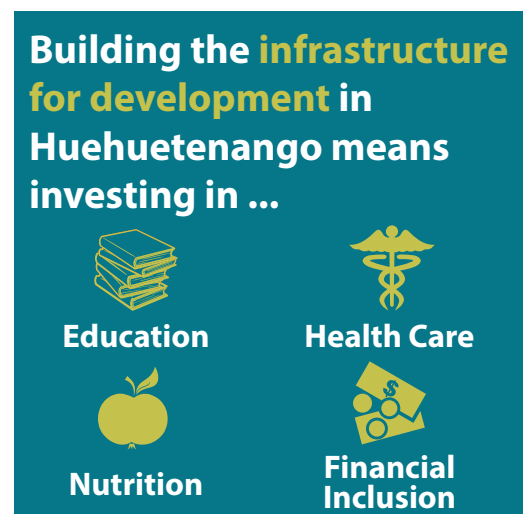 Building the infrastructure
for development in
Huehuetenango means
investing in ...
Education
Health Care
$
Nutrition
Financial
Inclusion